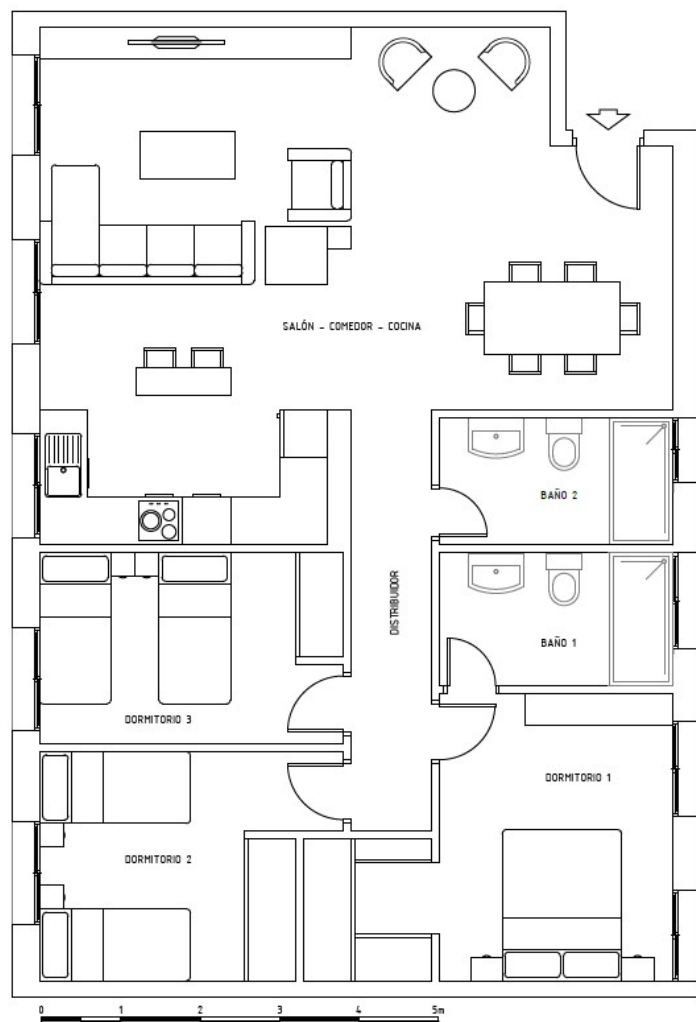 SALÓN - COMEDOR - COCINA
BAÑO 2
DISTRIBUIDOR
BAÑO 1
DORMITORIO 3
DORMITORIO 1
DORMITORIO 2
0 1 2 3 4 5m